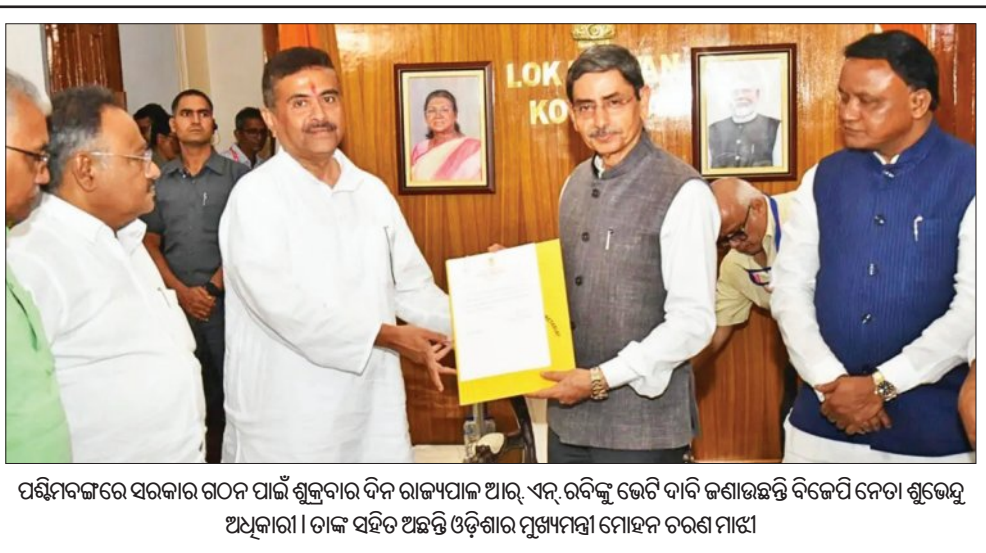 LOK
KO
ପଶ୍ଚିମବଙ୍ଗରେ ସରକାର ଗଠନ ପାଇଁ ଶୁକ୍ରବାର ଦିନ ରାଜ୍ୟପାଳ ଆର୍. ଏନ୍. ରବିଙ୍କୁ ଭେଟି ଦାବି ଜଣାଉଛନ୍ତି ବିଜେପି ନେତା ଶୁଭେନ୍ଦୁ
ଅଧିକାରୀ । ତାଙ୍କ ସହିତ ଅଛନ୍ତି ଓଡ଼ିଶାର ମୁଖ୍ୟମନ୍ତ୍ରୀ ମୋହନ ଚରଣ ମାଝୀ